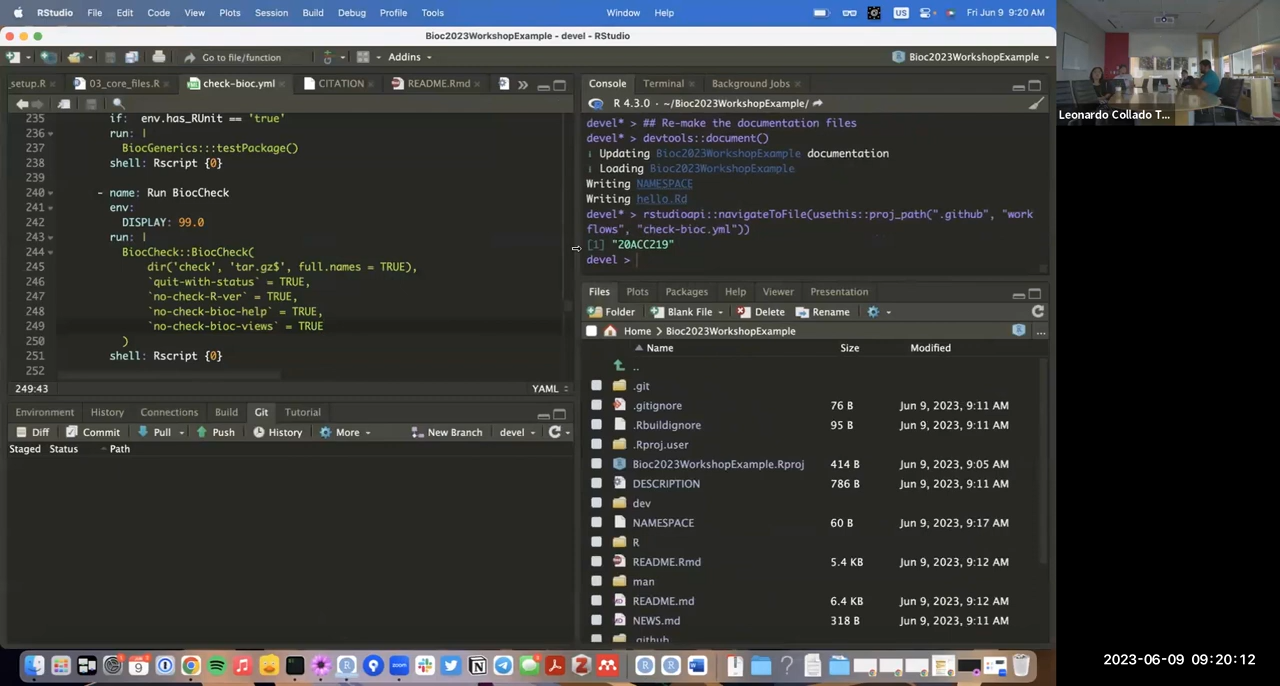 RStudio File Edit Code View Plots Session Build Debug Profile Tools Window Help US Fri Jun 9 9:20 AM
Bioc2023WorkshopExample - devel - RStudio
Go to file/function Addins Bioc2023WorkshopExample
_setup.R 03_core_files.R check-bioc.yml CITATION README.Rmd
235 if: env.has_RUnit == 'true'
236 run: |
237 BiocGenerics:::testPackage()
238 shell: Rscript {0}
239
240 - name: Run BiocCheck
241 env:
242 DISPLAY: 99.0
243 run: |
244 BiocCheck::BiocCheck(
245 dir('check', 'tar.gz$', full.names = TRUE),
246 `quit-with-status` = TRUE,
247 `no-check-R-ver` = TRUE,
248 `no-check-bioc-help` = TRUE,
249 `no-check-bioc-views` = TRUE
250 )
251 shell: Rscript {0}
252
249:43 YAML
Environment History Connections Build Git Tutorial
Diff Commit Pull Push History More New Branch devel
Staged Status Path
Console Terminal Background Jobs
R 4.3.0 · ~/Bioc2023WorkshopExample/
devel* > ## Re-make the documentation files
devel* > devtools::document()
ℹ Updating Bioc2023WorkshopExample documentation
ℹ Loading Bioc2023WorkshopExample
Writing NAMESPACE
Writing hello.Rd
devel* > rstudioapi::navigateToFile(usethis::proj_path(".github", "work
flows", "check-bioc.yml"))
[1] "20ACC219"
devel >
Files Plots Packages Help Viewer Presentation
Folder Blank File Delete Rename
Home > Bioc2023WorkshopExample ...
Name Size Modified
..
.git
.gitignore 76 B Jun 9, 2023, 9:11 AM
.Rbuildignore 95 B Jun 9, 2023, 9:11 AM
.Rproj.user
Bioc2023WorkshopExample.Rproj 414 B Jun 9, 2023, 9:05 AM
DESCRIPTION 786 B Jun 9, 2023, 9:11 AM
dev
NAMESPACE 60 B Jun 9, 2023, 9:17 AM
R
README.Rmd 5.4 KB Jun 9, 2023, 9:12 AM
man
README.md 6.4 KB Jun 9, 2023, 9:12 AM
NEWS.md 318 B Jun 9, 2023, 9:11 AM
.github
Leonardo Collado T...
2023-06-09 09:20:12